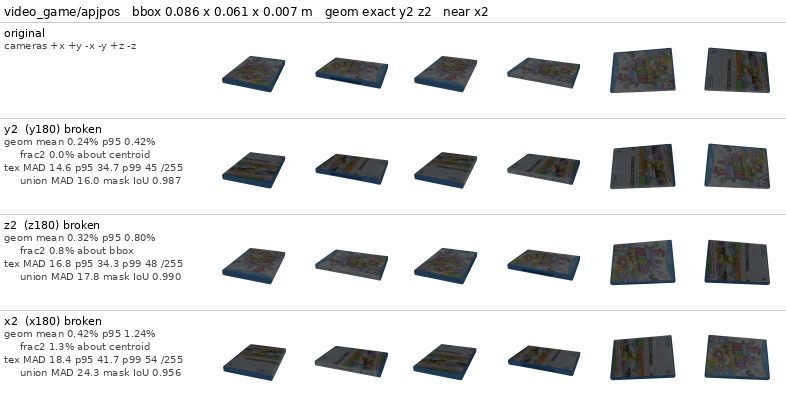 video_game/apjpos   bbox 0.086 x 0.061 x 0.007 m   geom exact y2 z2   near x2
original
cameras +x +y -x -y +z -z
y2  (y180) broken
geom mean 0.24% p95 0.42%
frac2 0.0% about centroid
tex MAD 14.6 p95 34.7 p99 45 /255
union MAD 16.0 mask IoU 0.987
z2  (z180) broken
geom mean 0.32% p95 0.80%
frac2 0.8% about bbox
tex MAD 16.8 p95 34.3 p99 48 /255
union MAD 17.8 mask IoU 0.990
x2  (x180) broken
geom mean 0.42% p95 1.24%
frac2 1.3% about centroid
tex MAD 18.4 p95 41.7 p99 54 /255
union MAD 24.3 mask IoU 0.956